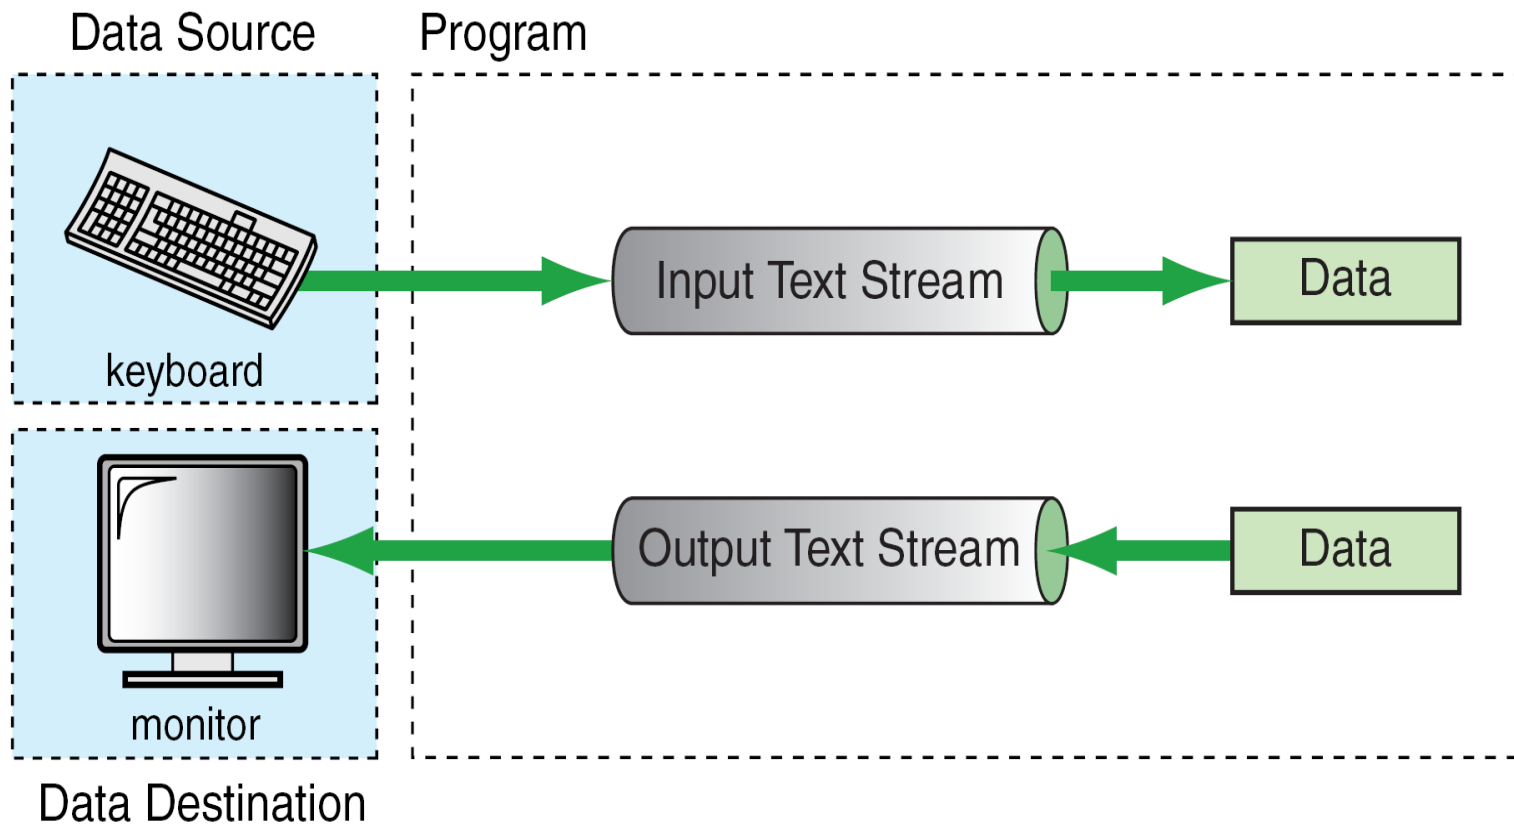 Data Source
Program
Input Text Stream
Data
keyboard
Output Text Stream
Data
monitor
Data Destination